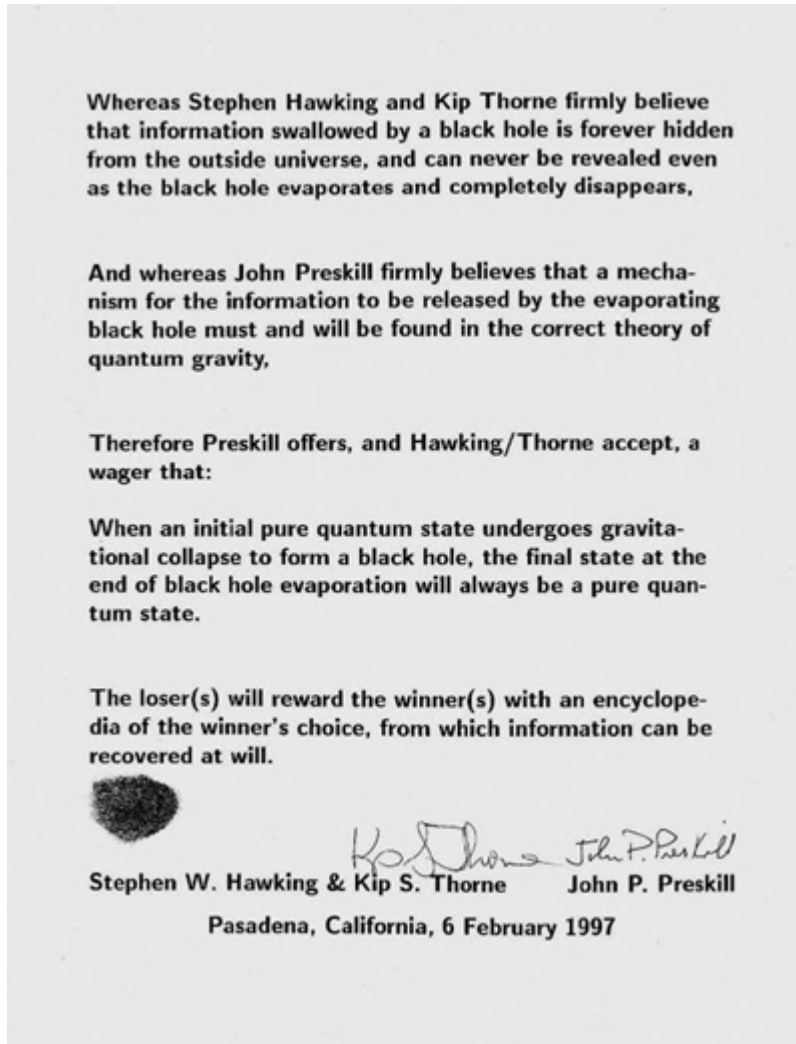 Whereas Stephen Hawking and Kip Thorne firmly believe
that information swallowed by a black hole is forever hidden
from the outside universe, and can never be revealed even
as the black hole evaporates and completely disappears,
And whereas John Preskill firmly believes that a mecha-
nism for the information to be released by the evaporating
black hole must and will be found in the correct theory of
quantum gravity,
Therefore Preskill offers, and Hawking/Thorne accept, a
wager that:
When an initial pure quantum state undergoes gravita-
tional collapse to form a black hole, the final state at the
end of black hole evaporation will always be a pure quan-
tum state.
The loser(s) will reward the winner(s) with an encyclope-
dia of the winner's choice, from which information can be
recovered at will.
Kip S Thorne John P. Preskill
Stephen W. Hawking & Kip S. Thorne John P. Preskill
Pasadena, California, 6 February 1997